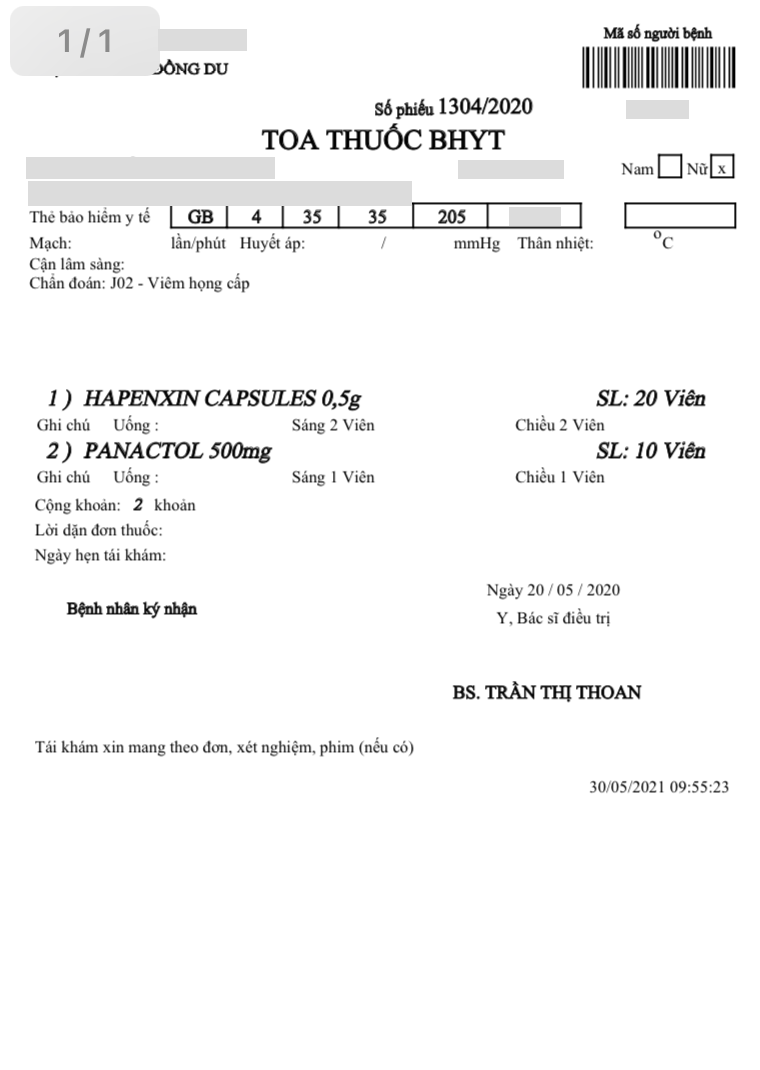 1/1
Mã số người bệnh
ĐÔNG DU
Số phiếu 1304/2020
TOA THUỐC BHYT
Nam Nữ x
Thẻ bảo hiểm y tế GB 4 35 35 205
Mạch: lần/phút Huyết áp: / mmHg Thân nhiệt: °C
Cận lâm sàng:
Chẩn đoán: J02 - Viêm họng cấp
1 ) HAPENXIN CAPSULES 0,5g SL: 20 Viên
Ghi chú Uống : Sáng 2 Viên Chiều 2 Viên
2 ) PANACTOL 500mg SL: 10 Viên
Ghi chú Uống : Sáng 1 Viên Chiều 1 Viên
Cộng khoản: 2 khoản
Lời dặn đơn thuốc:
Ngày hẹn tái khám:
Ngày 20 / 05 / 2020
Bệnh nhân ký nhận
Y, Bác sĩ điều trị
BS. TRẦN THỊ THOAN
Tái khám xin mang theo đơn, xét nghiệm, phim (nếu có)
30/05/2021 09:55:23